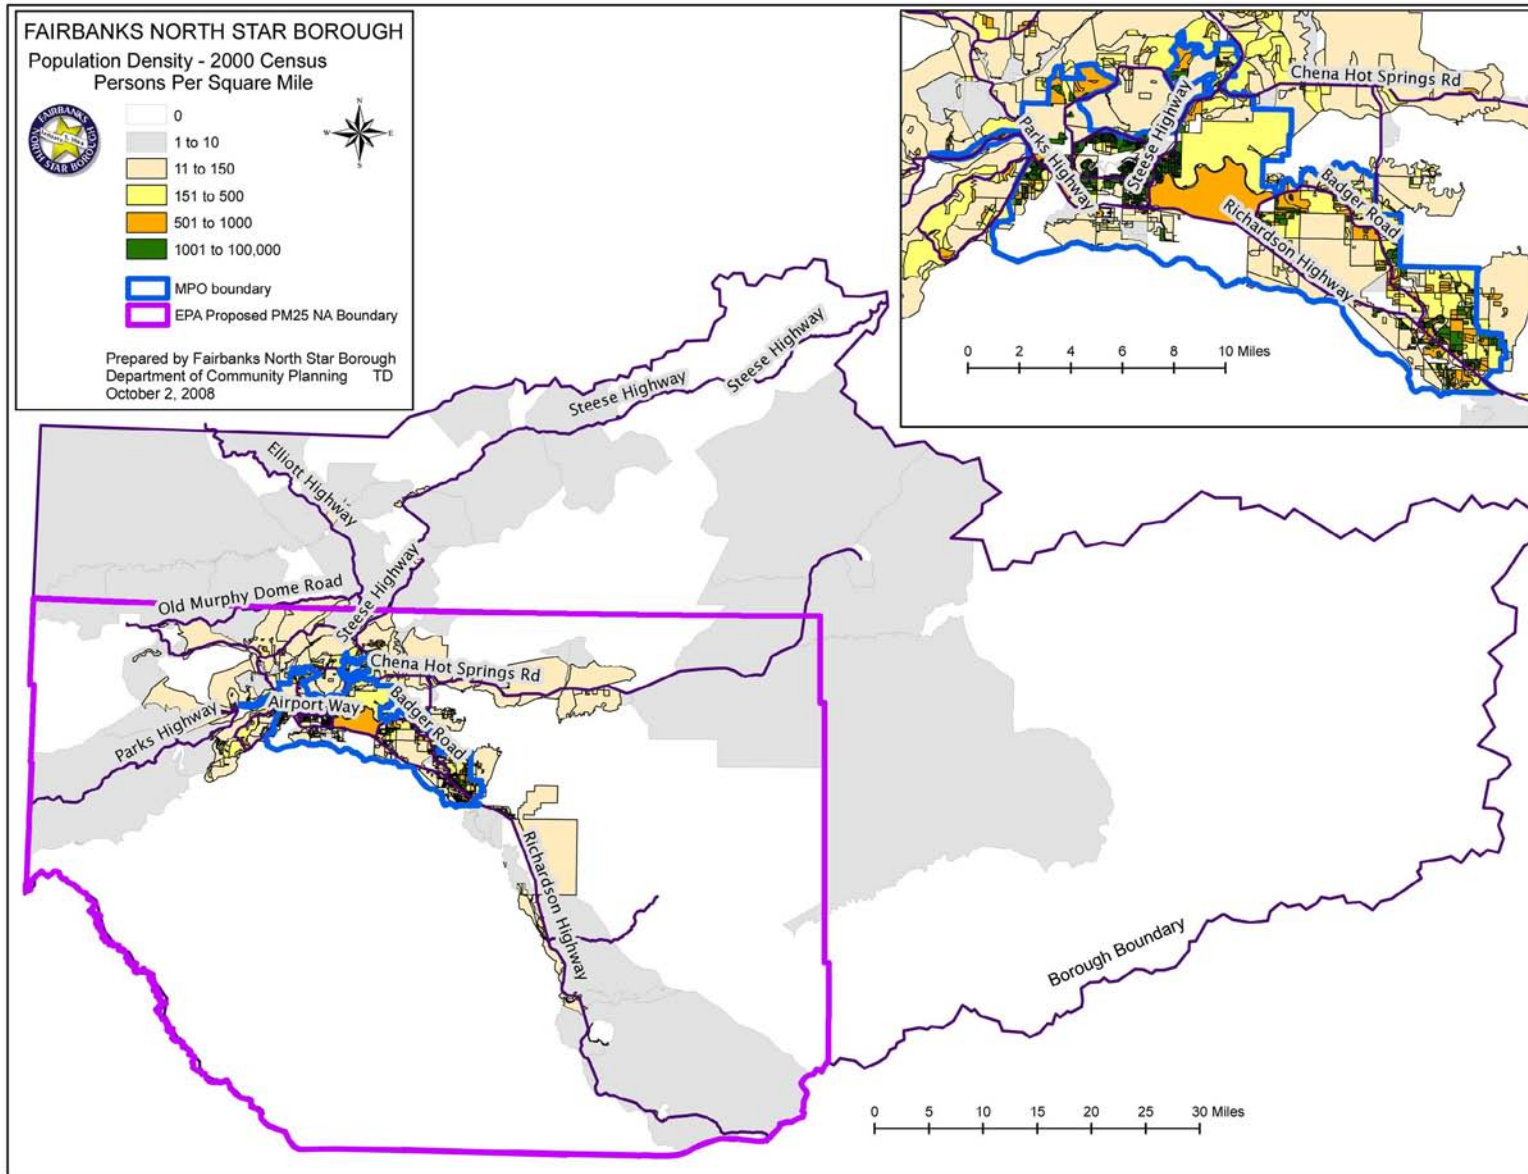 FAIRBANKS NORTH STAR BOROUGH
Population Density - 2000 Census
Persons Per Square Mile
FAIRBANKS
NORTH STAR BOROUGH
N
W
E
S
0
1 to 10
11 to 150
151 to 500
501 to 1000
1001 to 100,000
MPO boundary
EPA Proposed PM25 NA Boundary
Prepared by Fairbanks North Star Borough
Department of Community Planning TD
October 2, 2008
Chena Hot Springs Rd
Steese Highway
Parks Highway
Badger Road
Richardson Highway
0 2 4 6 8 10 Miles
Steese Highway
Steese Highway
Elliott Highway
Steese Highway
Old Murphy Dome Road
Chena Hot Springs Rd
Airport Way
Badger Road
Parks Highway
Richardson Highway
Borough Boundary
0 5 10 15 20 25 30 Miles